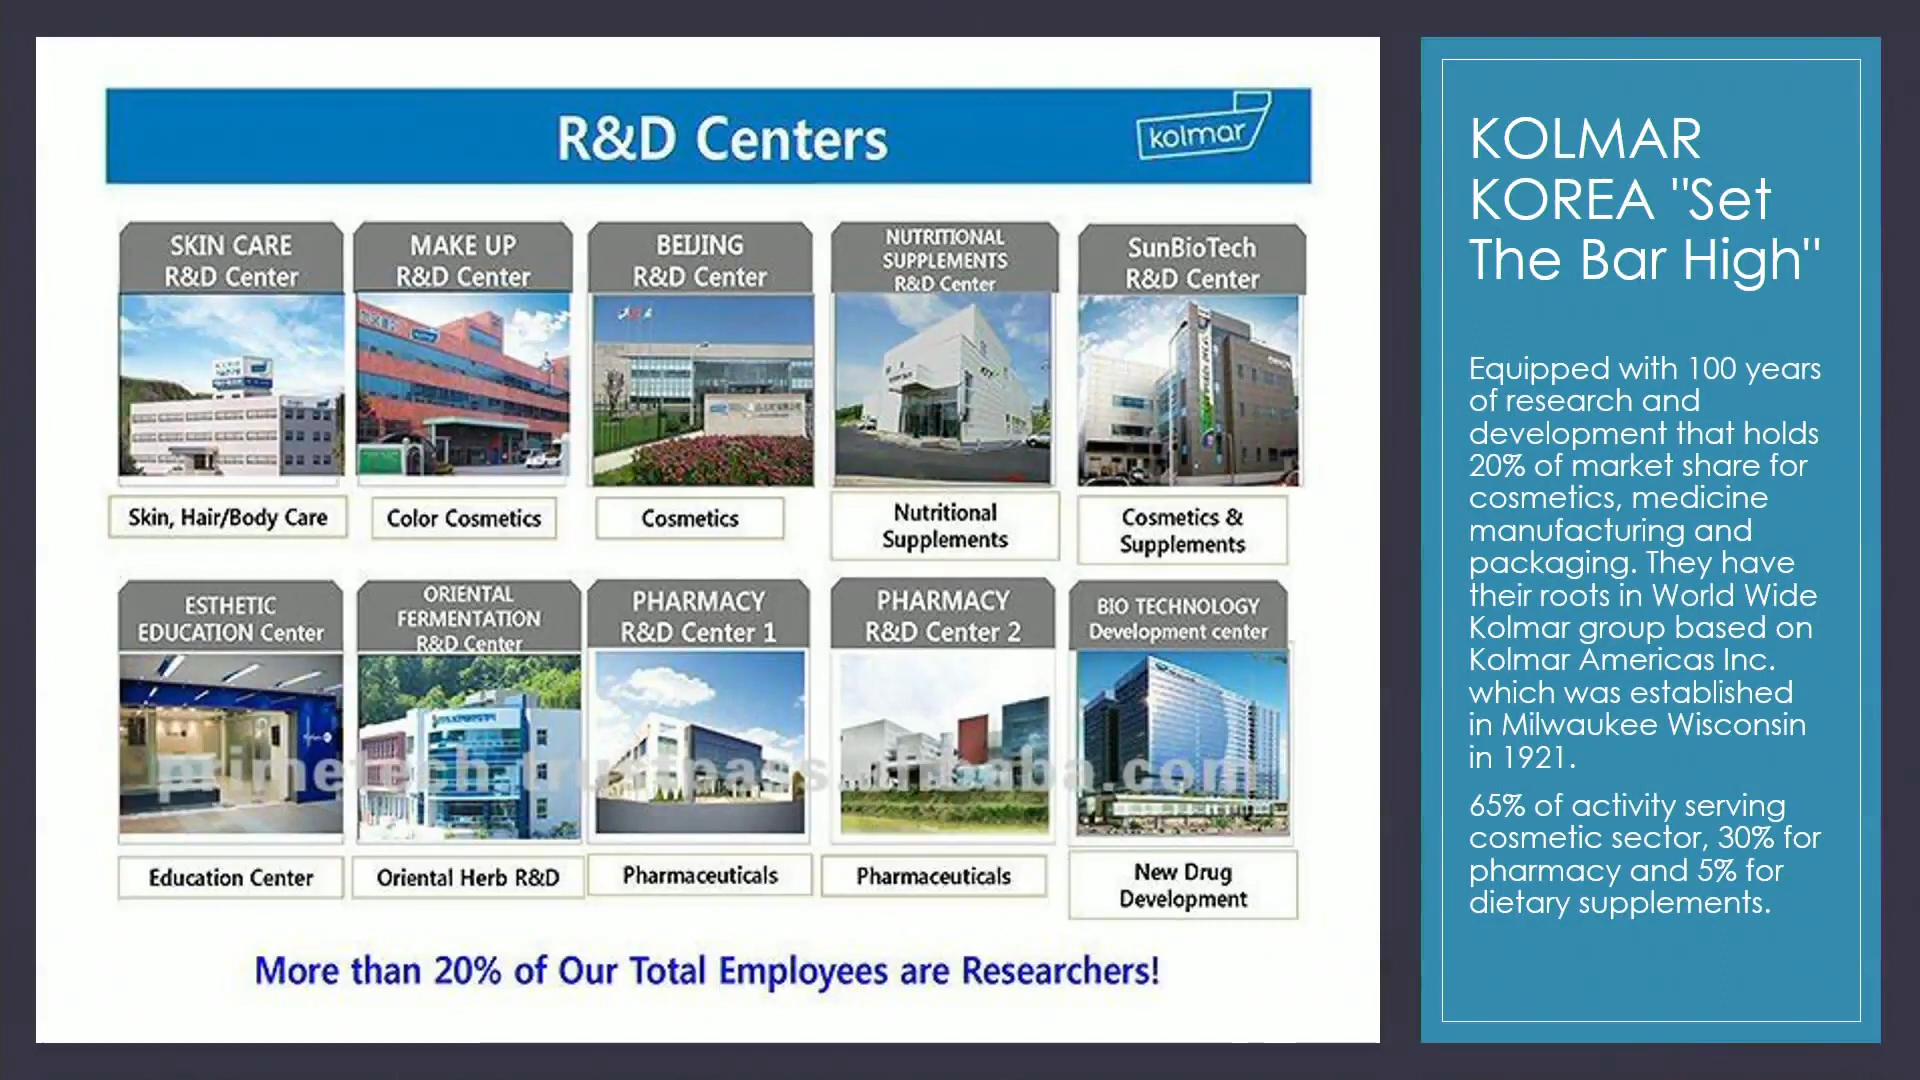 R&D Centers
kolmar
SKIN CARE
R&D Center
MAKE UP
R&D Center
BEIJING
R&D Center
NUTRITIONAL
SUPPLEMENTS
R&D Center
SunBioTech
R&D Center
Skin, Hair/Body Care
Color Cosmetics
Cosmetics
Nutritional
Supplements
Cosmetics &
Supplements
ESTHETIC
EDUCATION Center
ORIENTAL
FERMENTATION
R&D Center
PHARMACY
R&D Center 1
PHARMACY
R&D Center 2
BIO TECHNOLOGY
Development center
primetech.trustpass.alibaba.com
Education Center
Oriental Herb R&D
Pharmaceuticals
Pharmaceuticals
New Drug
Development
More than 20% of Our Total Employees are Researchers!
KOLMAR
KOREA "Set
The Bar High"
Equipped with 100 years
of research and
development that holds
20% of market share for
cosmetics, medicine
manufacturing and
packaging. They have
their roots in World Wide
Kolmar group based on
Kolmar Americas Inc.
which was established
in Milwaukee Wisconsin
in 1921.
65% of activity serving
cosmetic sector, 30% for
pharmacy and 5% for
dietary supplements.